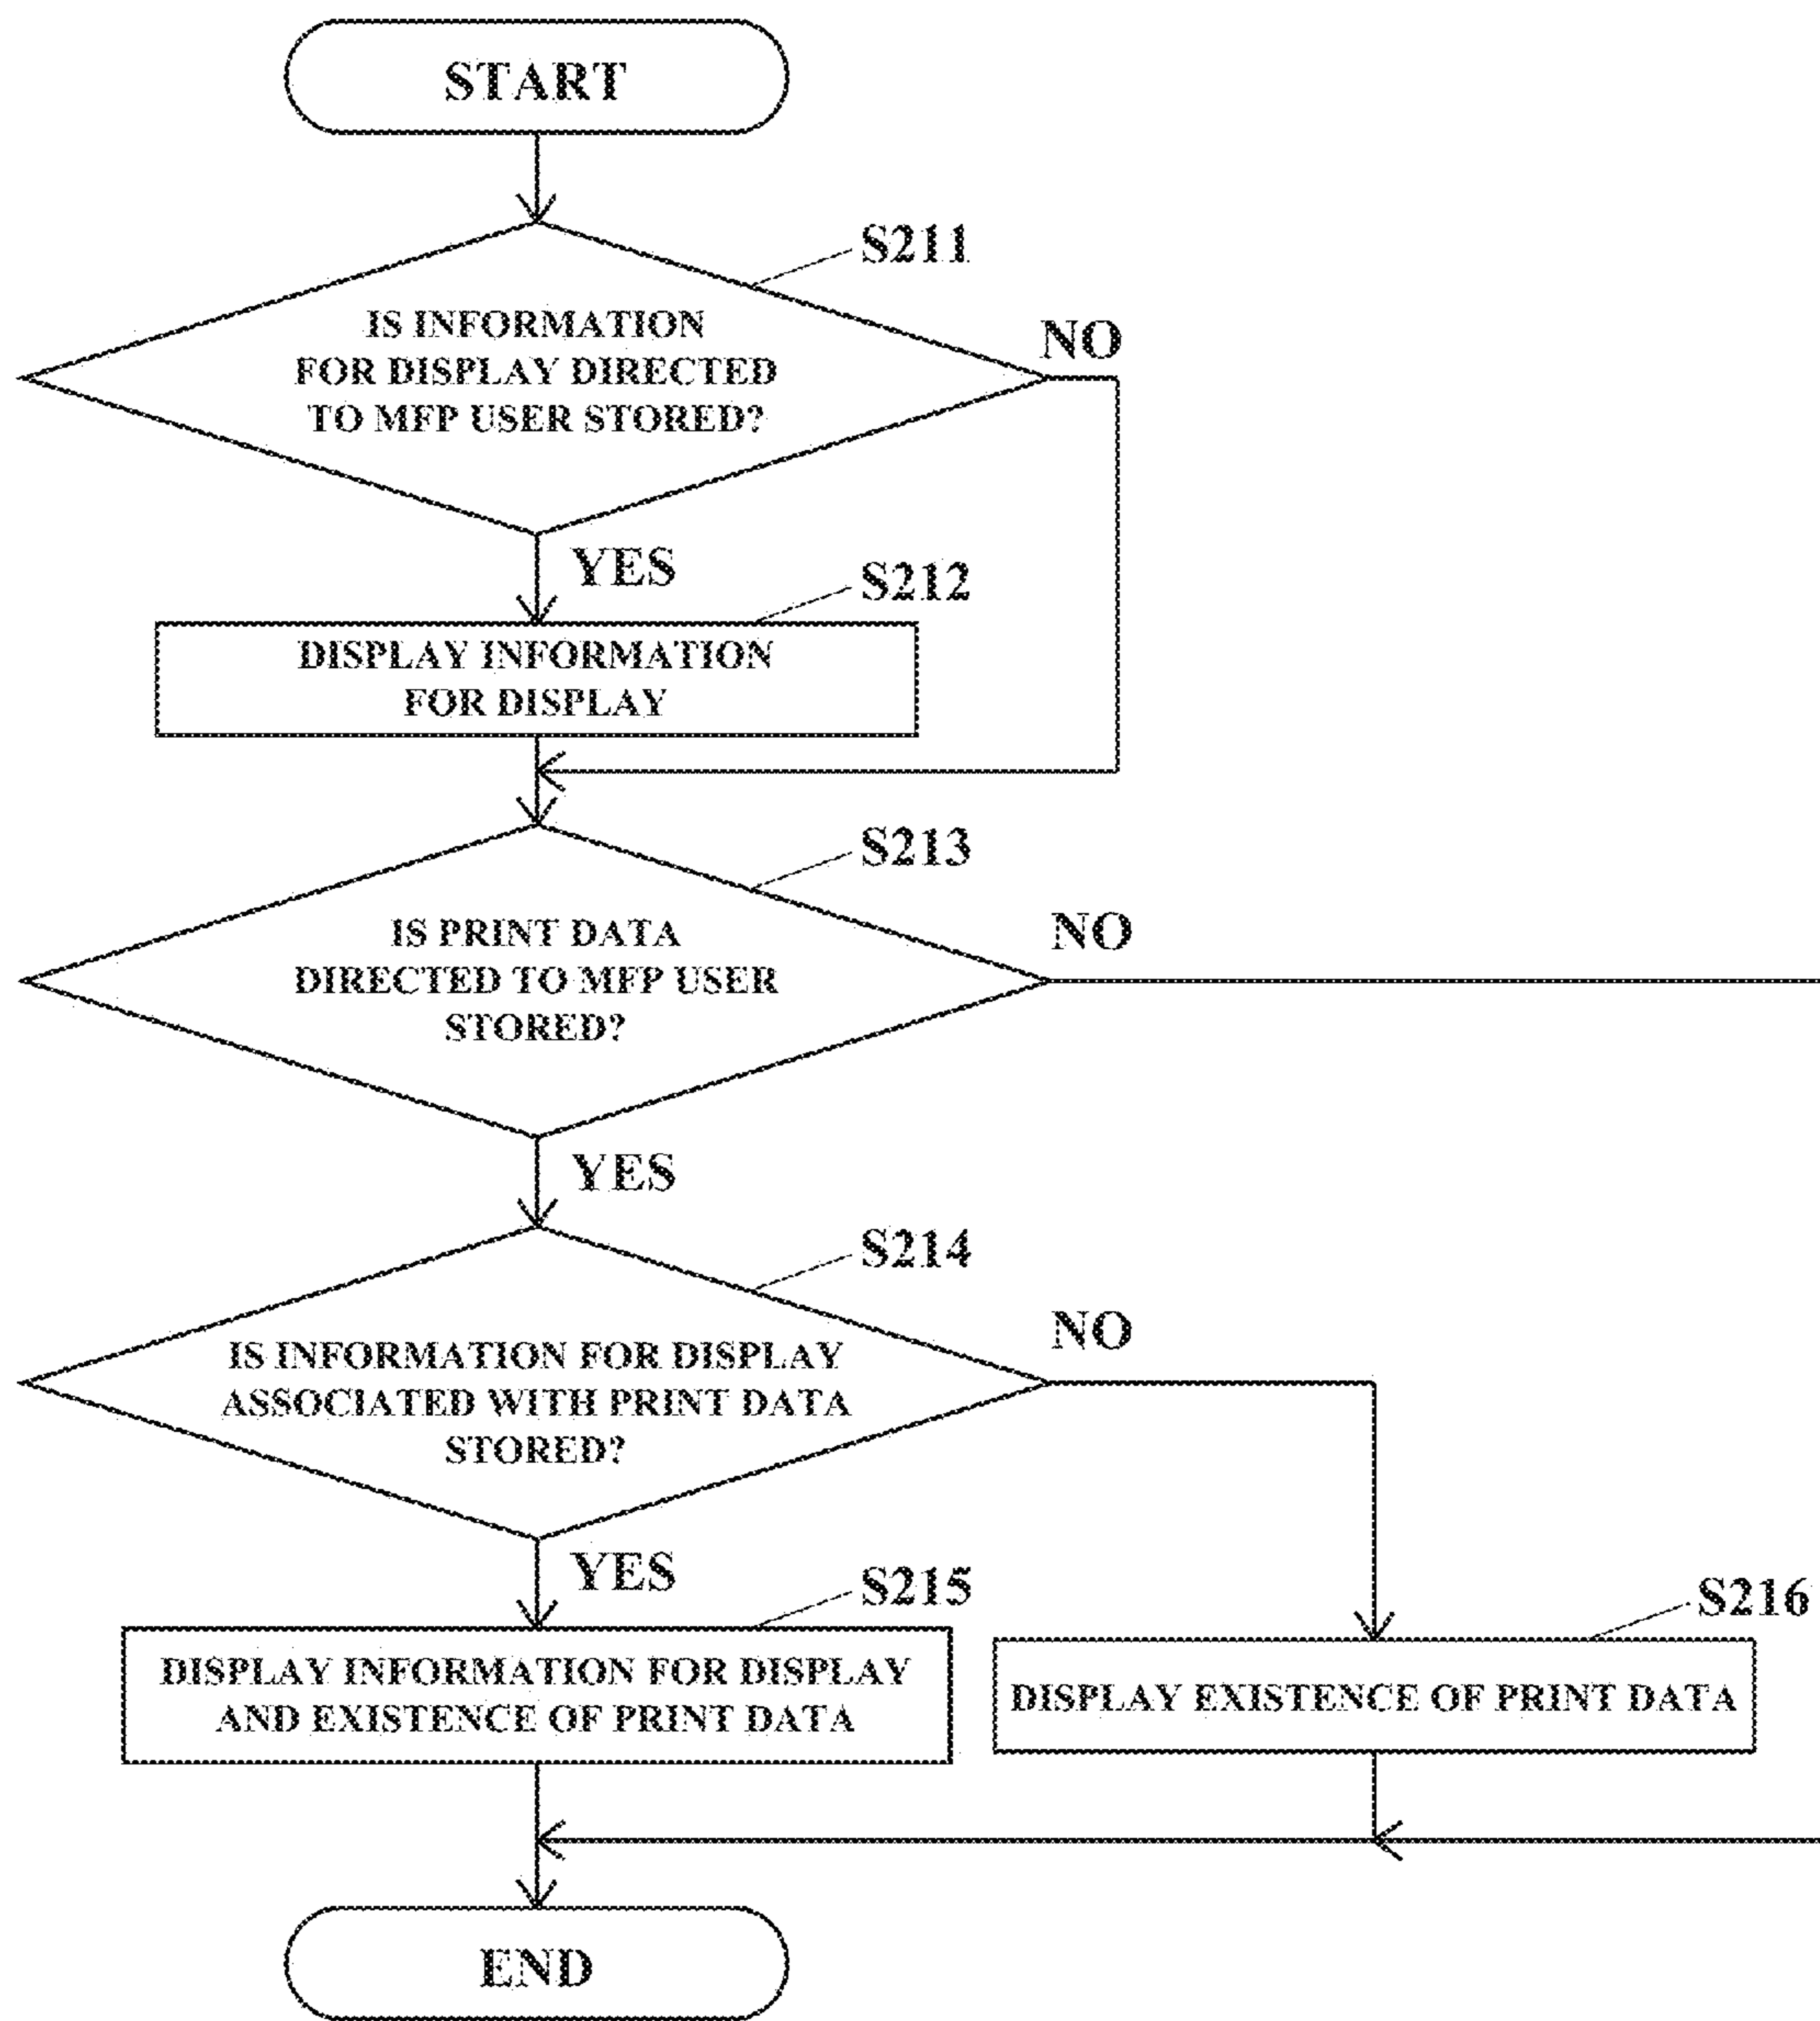 START
S211
IS INFORMATION
FOR DISPLAY DIRECTED
TO MFP USER STORED?
NO
YES
S212
DISPLAY INFORMATION
FOR DISPLAY
S213
IS PRINT DATA
DIRECTED TO MFP USER
STORED?
NO
YES
S214
IS INFORMATION FOR DISPLAY
ASSOCIATED WITH PRINT DATA
STORED?
NO
YES
S215
DISPLAY INFORMATION FOR DISPLAY
AND EXISTENCE OF PRINT DATA
S216
DISPLAY EXISTENCE OF PRINT DATA
END